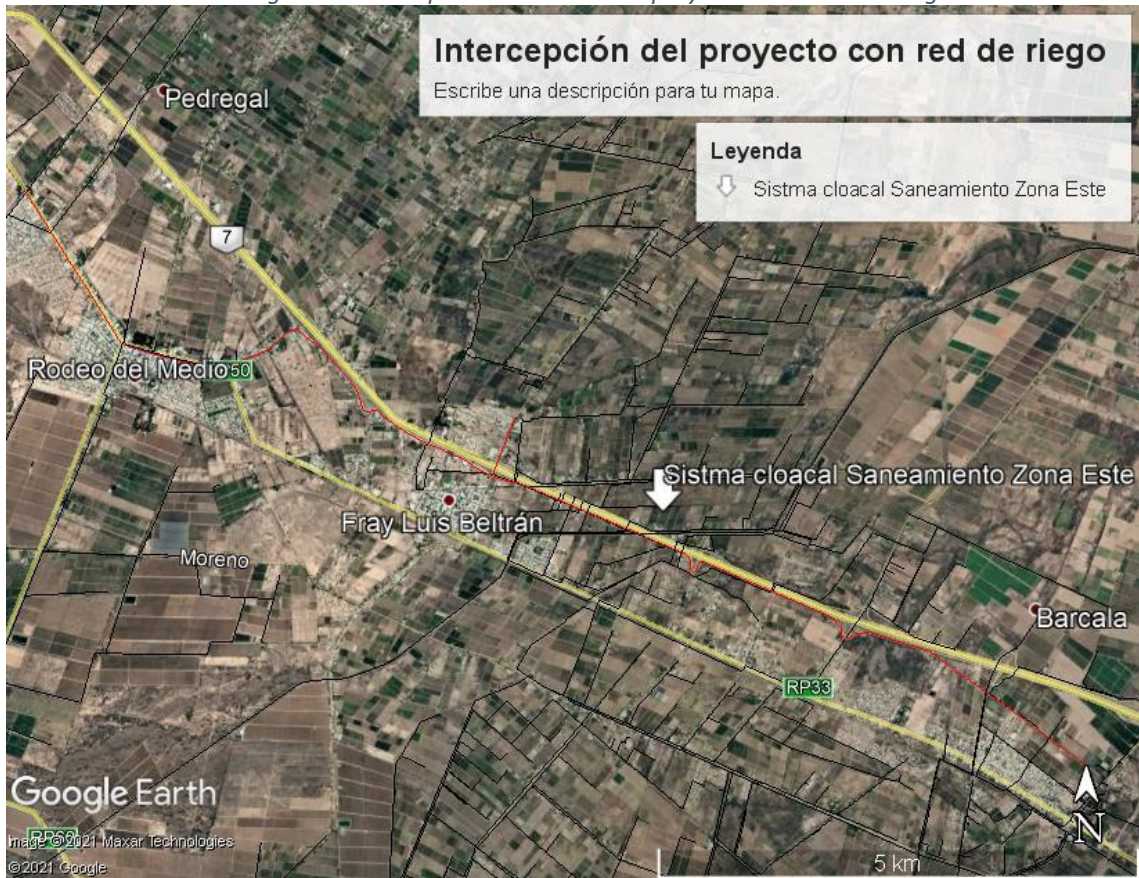 Intercepción del proyecto con red de riego
Escribe una descripción para tu mapa.
Leyenda
Sistma cloacal Saneamiento Zona Este
Pedregal
7
Rodeo del Medio
50
Sistma cloacal Saneamiento Zona Este
Fray Luis Beltrán
Moreno
Barcala
RP33
Google Earth
N
RP60
Image © 2021 Maxar Technologies
© 2021 Google
5 km